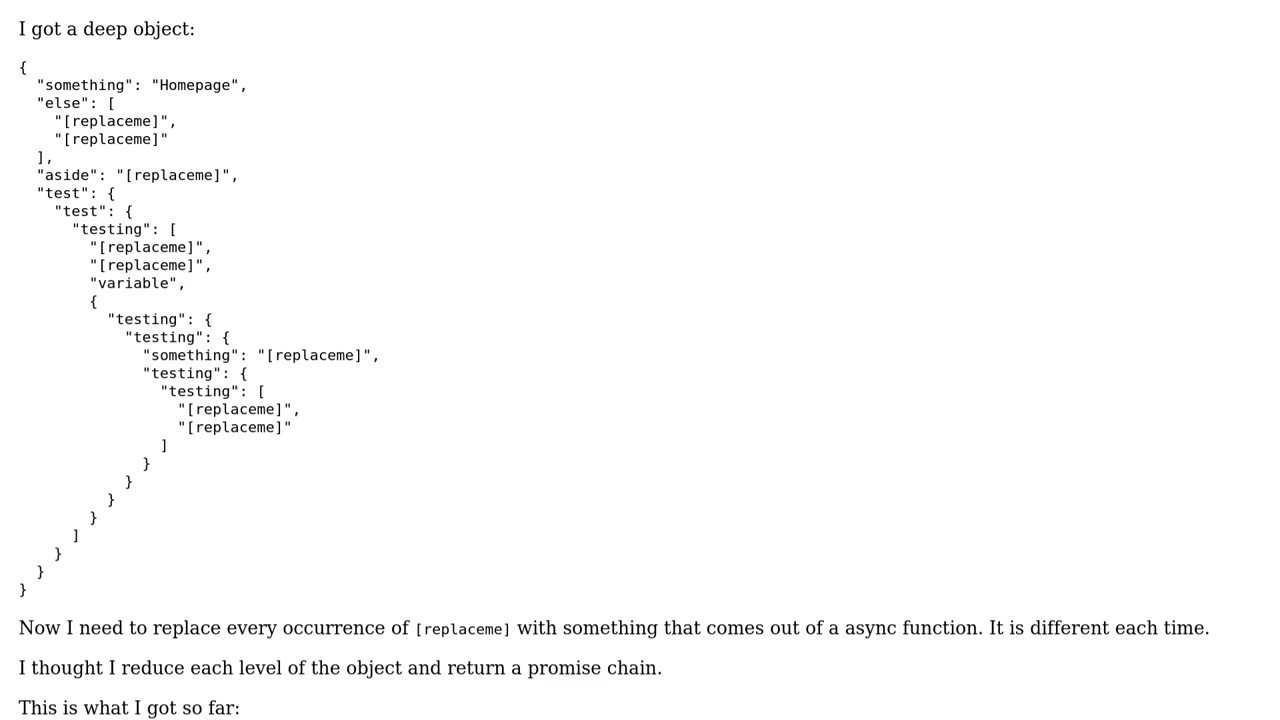 I got a deep object:
{
  "something": "Homepage",
  "else": [
    "[replaceme]",
    "[replaceme]"
  ],
  "aside": "[replaceme]",
  "test": {
    "test": {
      "testing": [
        "[replaceme]",
        "[replaceme]",
        "variable",
        {
          "testing": {
            "testing": {
              "something": "[replaceme]",
              "testing": {
                "testing": [
                  "[replaceme]",
                  "[replaceme]"
                ]
              }
            }
          }
        }
      ]
    }
  }
}
Now I need to replace every occurrence of [replaceme] with something that comes out of a async function. It is different each time.
I thought I reduce each level of the object and return a promise chain.
This is what I got so far: